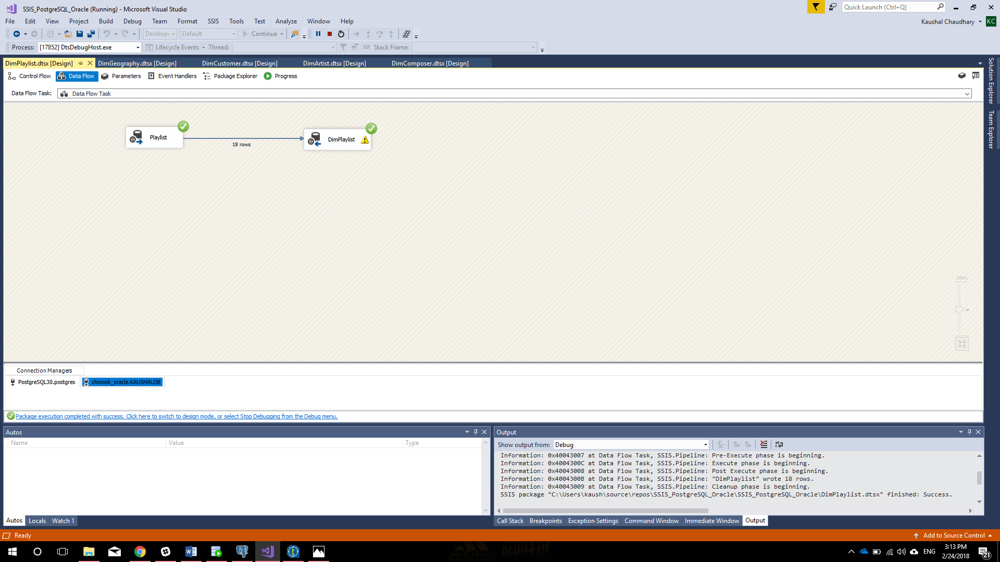 SSIS_PostgreSQL_Oracle (Running) - Microsoft Visual Studio
Quick Launch (Ctrl+Q)
File Edit View Project Build Debug Team Format SSIS Tools Test Analyze Window Help
Kaushal Chaudhary KC
Developi Default Continue
Process: [17852] DtsDebugHost.exe Lifecycle Events Thread: Stack Frame:
DimPlaylist.dtsx [Design] DimGeography.dtsx [Design] DimCustomer.dtsx [Design] DimArtist.dtsx [Design] DimComposer.dtsx [Design]
Control Flow Data Flow Parameters Event Handlers Package Explorer Progress
Data Flow Task: Data Flow Task
Solution Explorer
Team Explorer
Playlist
18 rows
DimPlaylist
100%
Connection Managers
PostgreSQL30.postgres chinook_oracle.KAUSHALDB
Package execution completed with success. Click here to switch to design mode, or select Stop Debugging from the Debug menu.
Autos
Name Value Type
Autos Locals Watch 1
Output
Show output from: Debug
Information: 0x40043007 at Data Flow Task, SSIS.Pipeline: Pre-Execute phase is beginning.
Information: 0x4004300C at Data Flow Task, SSIS.Pipeline: Execute phase is beginning.
Information: 0x40043008 at Data Flow Task, SSIS.Pipeline: Post Execute phase is beginning.
Information: 0x4004300B at Data Flow Task, SSIS.Pipeline: "DimPlaylist" wrote 18 rows.
Information: 0x40043009 at Data Flow Task, SSIS.Pipeline: Cleanup phase is beginning.
SSIS package "C:\Users\kaush\source\repos\SSIS_PostgreSQL_Oracle\SSIS_PostgreSQL_Oracle\DimPlaylist.dtsx" finished: Success.
Call Stack Breakpoints Exception Settings Command Window Immediate Window Output
Ready
Add to Source Control
adidas
ENG
3:13 PM
2/24/2018
21